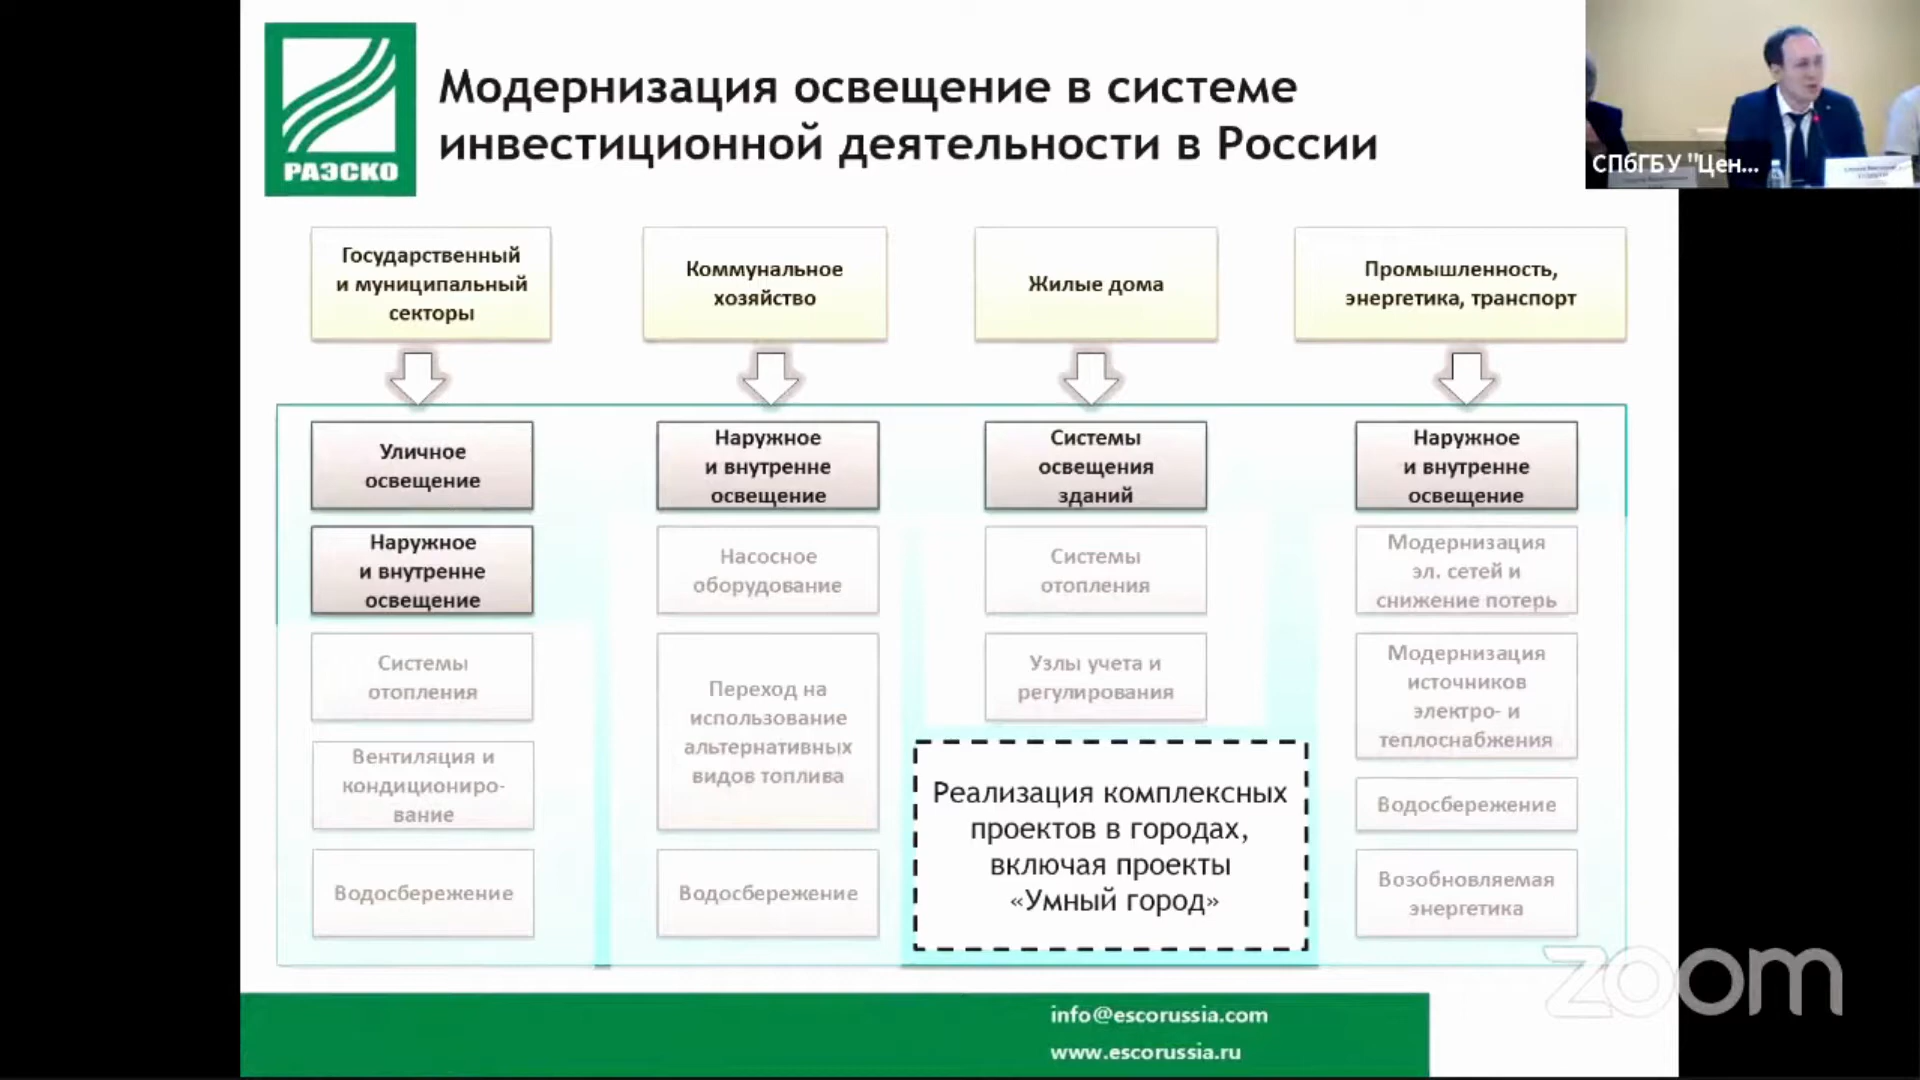 РАЭСКО
Модернизация освещение в системе
инвестиционной деятельности в России
СПбГБУ "Цен...
Государственный
и муниципальный
секторы
Коммунальное
хозяйство
Жилые дома
Промышленность,
энергетика, транспорт
Уличное
освещение
Наружное
и внутренне
освещение
Системы
отопления
Вентиляция и
кондициониро-
вание
Водосбережение
Наружное
и внутренне
освещение
Насосное
оборудование
Переход на
использование
альтернативных
видов топлива
Водосбережение
Системы
освещения
зданий
Системы
отопления
Узлы учета и
регулирования
Реализация комплексных
проектов в городах,
включая проекты
«Умный город»
Наружное
и внутренне
освещение
Модернизация
эл. сетей и
снижение потерь
Модернизация
источников
электро- и
теплоснабжения
Водосбережение
Возобновляемая
энергетика
zoom
info@escorussia.com
www.escorussia.ru